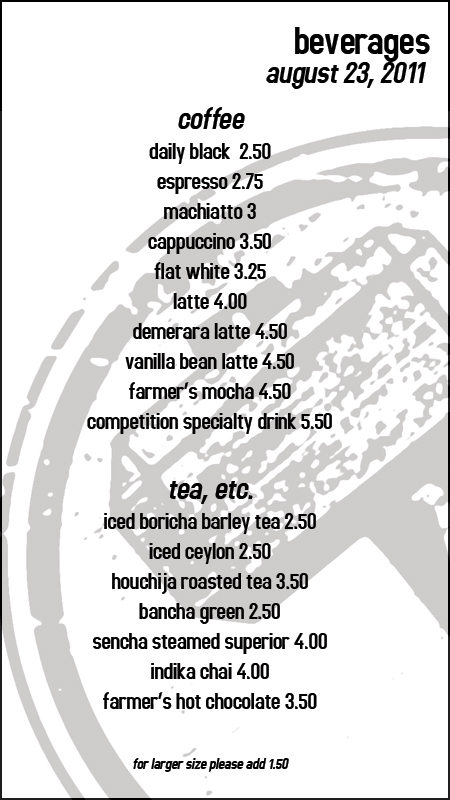 beverages
august 23, 2011
coffee
daily black 2.50
espresso 2.75
machiatto 3
cappuccino 3.50
flat white 3.25
latte 4.00
demerara latte 4.50
vanilla bean latte 4.50
farmer's mocha 4.50
competition specialty drink 5.50
tea, etc.
iced boricha barley tea 2.50
iced ceylon 2.50
houchija roasted tea 3.50
bancha green 2.50
sencha steamed superior 4.00
indika chai 4.00
farmer's hot chocolate 3.50
for larger size please add 1.50